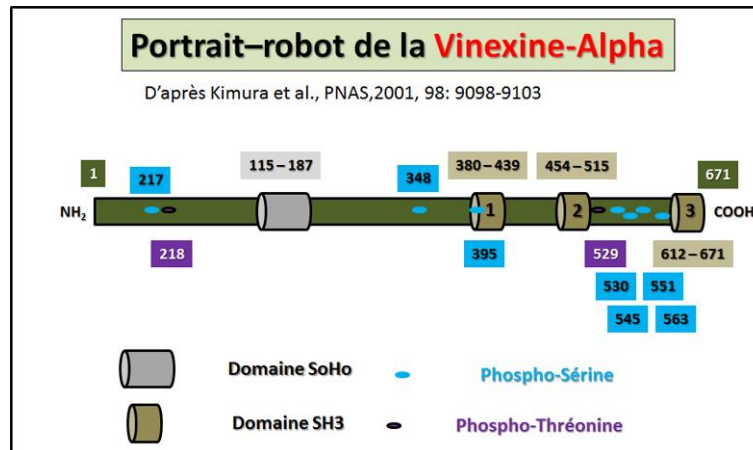 Portrait–robot de la Vinexine-Alpha
D'après Kimura et al., PNAS,2001, 98: 9098-9103
1
217
115 – 187
348
380 – 439
454 – 515
671
NH2
1
2
3
COOH
218
395
529
612 – 671
530
551
545
563
Domaine SoHo
Phospho-Sérine
Domaine SH3
Phospho-Thréonine